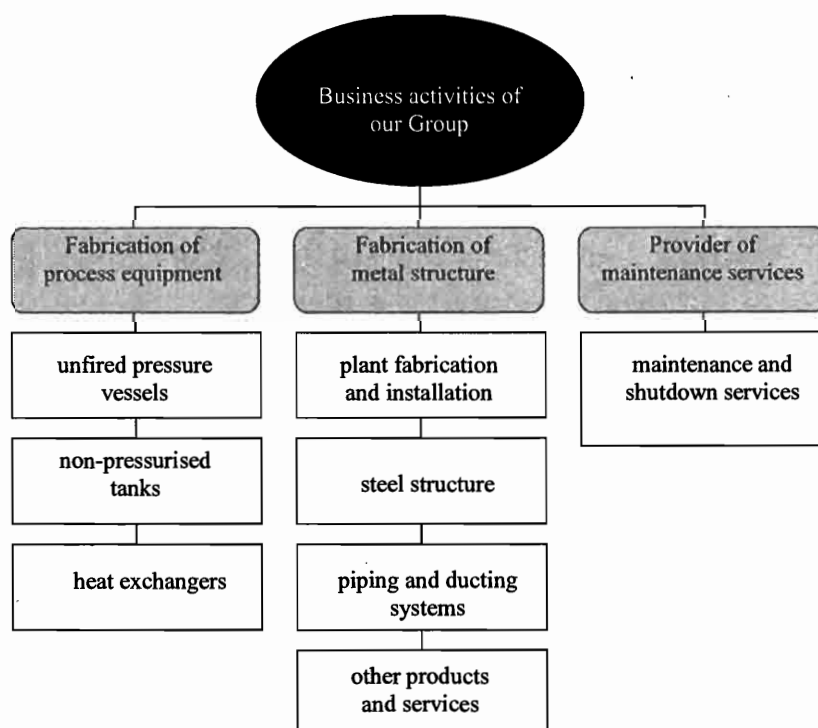 Business activities of
our Group
Fabrication of
process equipment
Fabrication of
metal structure
Provider of
maintenance services
unfired pressure
vessels
plant fabrication
and installation
maintenance and
shutdown services
non-pressurised
tanks
steel structure
heat exchangers
piping and ducting
systems
other products
and services